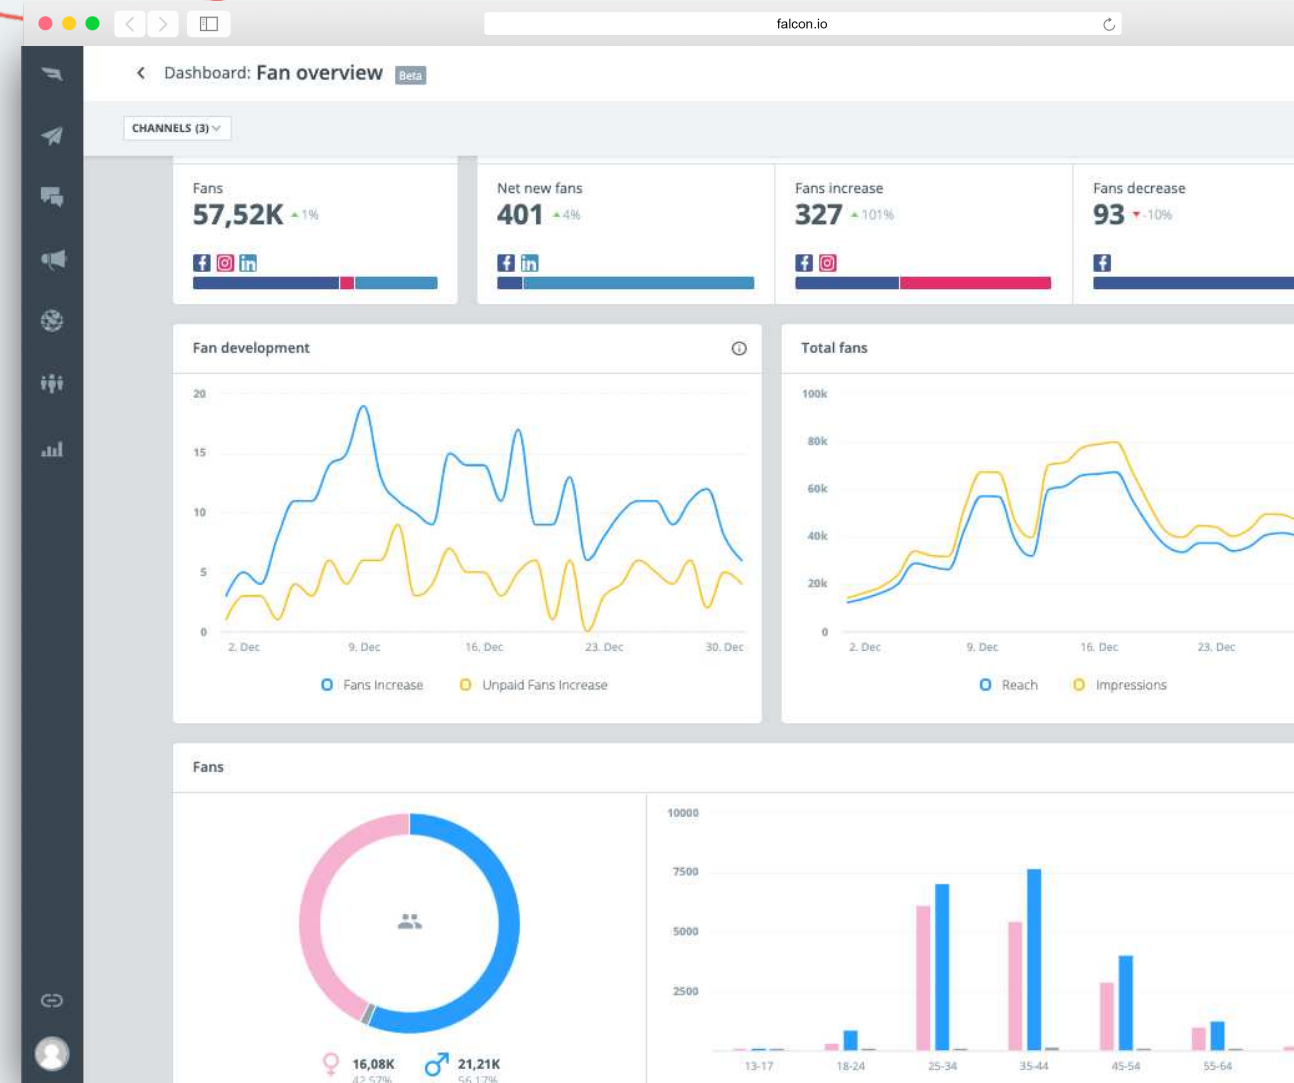 falcon.io
Dashboard: Fan overview Beta
CHANNELS (3)
Fans
57,52K 1%
Net new fans
401 4%
Fans increase
327 101%
Fans decrease
93 -10%
Fan development
20
15
10
5
0
2. Dec 9. Dec 16. Dec 23. Dec 30. Dec
Fans Increase Unpaid Fans Increase
Total fans
100k
80k
60k
40k
20k
0
2. Dec 9. Dec 16. Dec 23. Dec
Reach Impressions
Fans
16,08K 21,21K
42.57% 56.17%
10000
7500
5000
2500
13-17 18-24 25-34 35-44 45-54 55-64